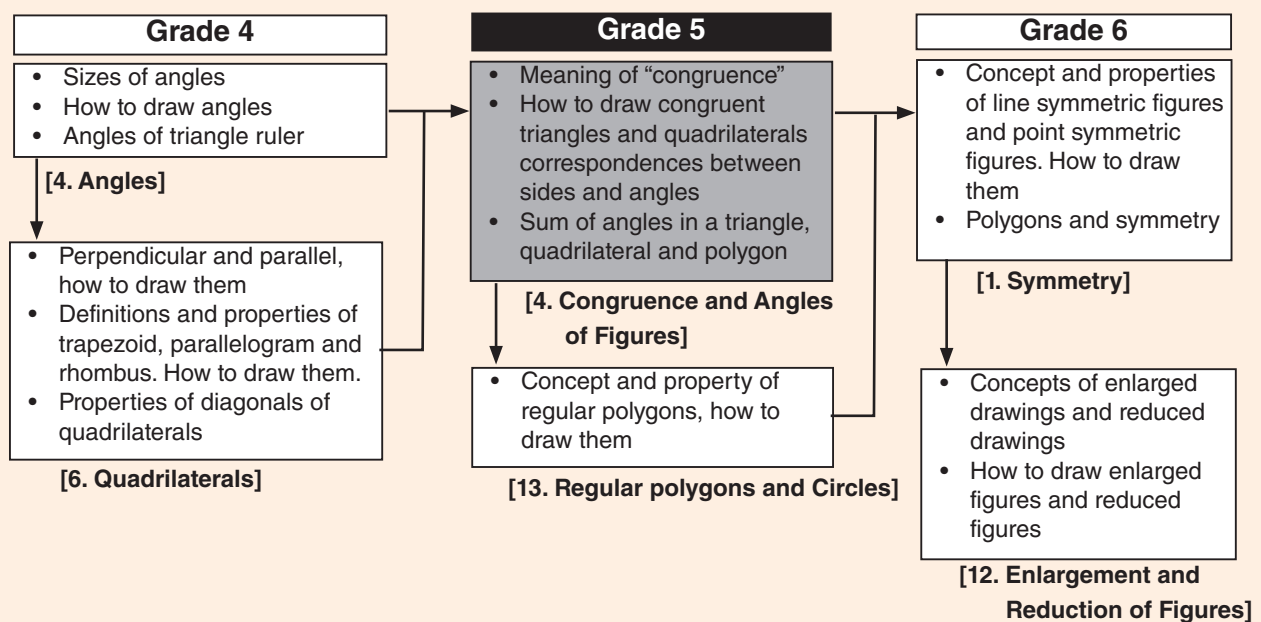 Grade 4
• Sizes of angles
• How to draw angles
• Angles of triangle ruler
[4. Angles]
• Perpendicular and parallel,
how to draw them
• Definitions and properties of
trapezoid, parallelogram and
rhombus. How to draw them.
• Properties of diagonals of
quadrilaterals
[6. Quadrilaterals]
Grade 5
• Meaning of “congruence”
• How to draw congruent
triangles and quadrilaterals
correspondences between
sides and angles
• Sum of angles in a triangle,
quadrilateral and polygon
[4. Congruence and Angles
of Figures]
• Concept and property of
regular polygons, how to
draw them
[13. Regular polygons and Circles]
Grade 6
• Concept and properties
of line symmetric figures
and point symmetric
figures. How to draw
them
• Polygons and symmetry
[1. Symmetry]
• Concepts of enlarged
drawings and reduced
drawings
• How to draw enlarged
figures and reduced
figures
[12. Enlargement and
Reduction of Figures]